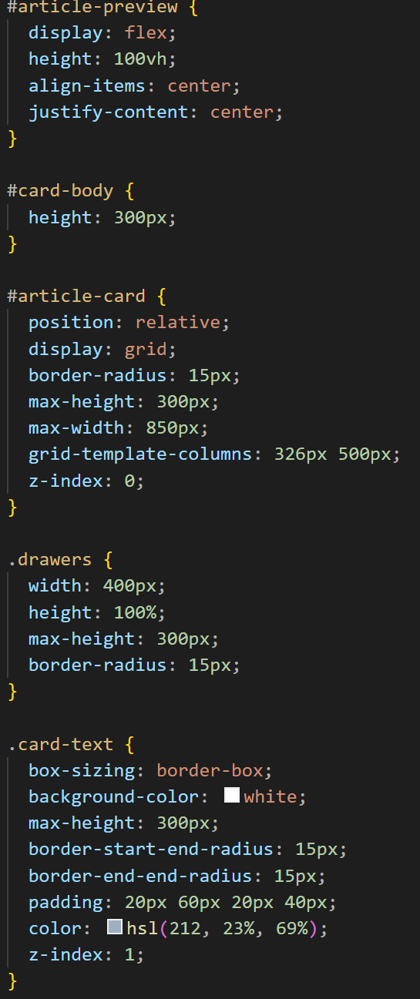 #article-preview {
  display: flex;
  height: 100vh;
  align-items: center;
  justify-content: center;
}

#card-body {
  height: 300px;
}

#article-card {
  position: relative;
  display: grid;
  border-radius: 15px;
  max-height: 300px;
  max-width: 850px;
  grid-template-columns: 326px 500px;
  z-index: 0;
}

.drawers {
  width: 400px;
  height: 100%;
  max-height: 300px;
  border-radius: 15px;
}

.card-text {
  box-sizing: border-box;
  background-color: white;
  max-height: 300px;
  border-start-end-radius: 15px;
  border-end-end-radius: 15px;
  padding: 20px 60px 20px 40px;
  color: hsl(212, 23%, 69%);
  z-index: 1;
}